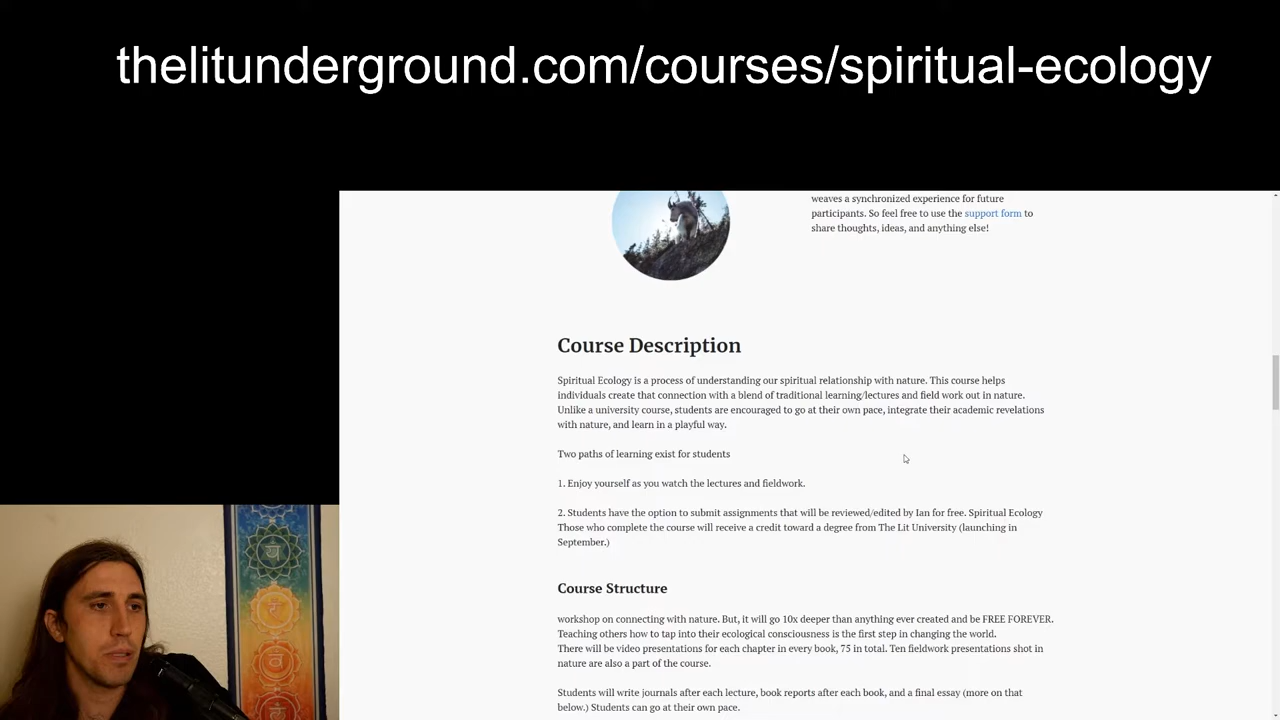 thelitunderground.com/courses/spiritual-ecology
weaves a synchronized experience for future
participants. So feel free to use the support form to
share thoughts, ideas, and anything else!
Course Description
Spiritual Ecology is a process of understanding our spiritual relationship with nature. This course helps
individuals create that connection with a blend of traditional learning/lectures and field work out in nature.
Unlike a university course, students are encouraged to go at their own pace, integrate their academic revelations
with nature, and learn in a playful way.
Two paths of learning exist for students
1. Enjoy yourself as you watch the lectures and fieldwork.
2. Students have the option to submit assignments that will be reviewed/edited by Ian for free. Spiritual Ecology
Those who complete the course will receive a credit toward a degree from The Lit University (launching in
September.)
Course Structure
workshop on connecting with nature. But, it will go 10x deeper than anything ever created and be FREE FOREVER.
Teaching others how to tap into their ecological consciousness is the first step in changing the world.
There will be video presentations for each chapter in every book, 75 in total. Ten fieldwork presentations shot in
nature are also a part of the course.
Students will write journals after each lecture, book reports after each book, and a final essay (more on that
below.) Students can go at their own pace.